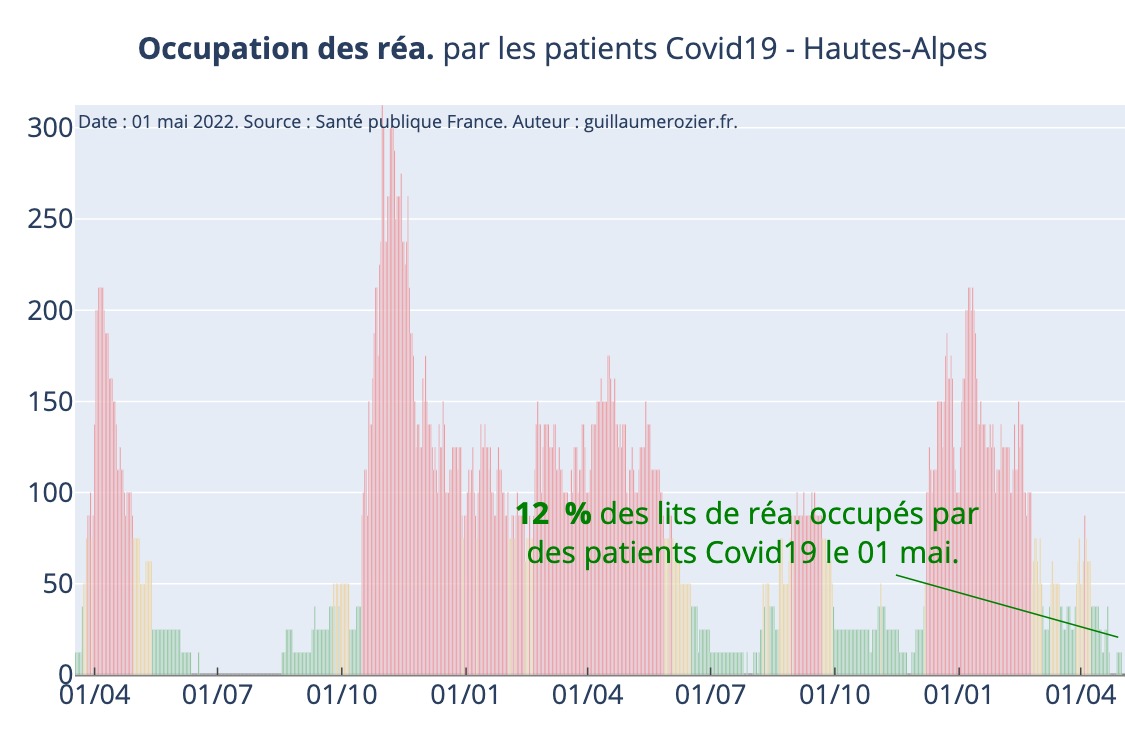 Occupation des réa. par les patients Covid19 - Hautes-Alpes
300
Date : 01 mai 2022. Source : Santé publique France. Auteur : guillaumerozier.fr.
250
200
150
100
12  % des lits de réa. occupés par
des patients Covid19 le 01 mai.
50
0
01/04 01/07 01/10 01/01 01/04 01/07 01/10 01/01 01/04